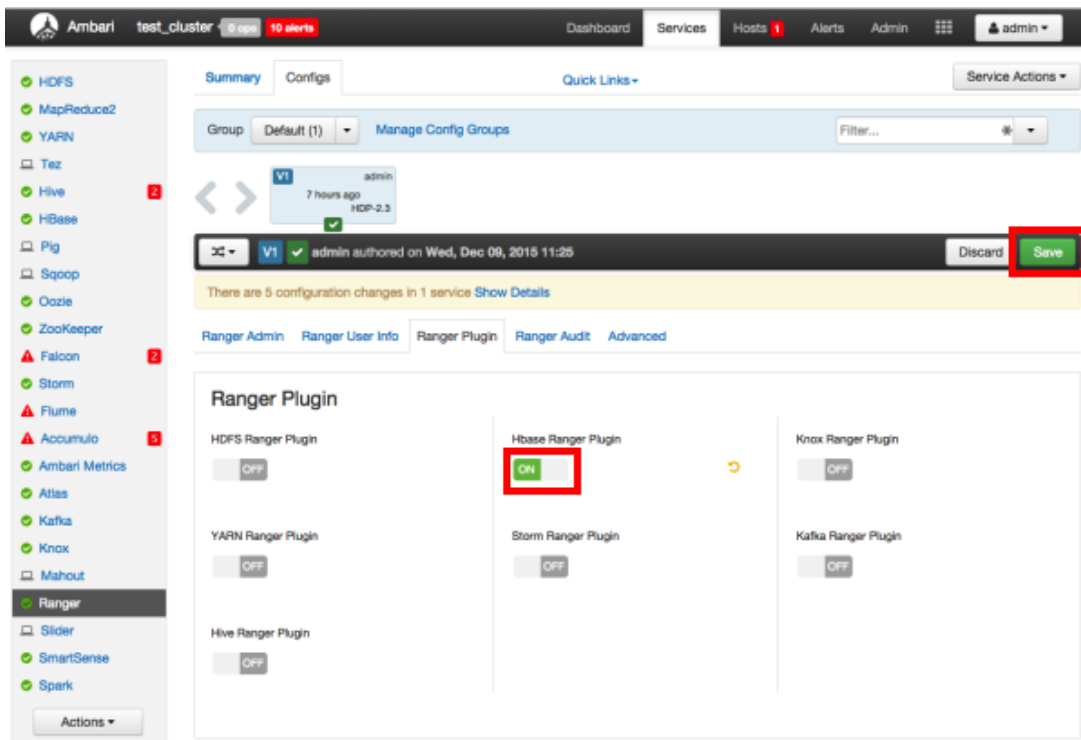 Ambari test_cluster 0 ops 10 alerts Dashboard Services Hosts 1 Alerts Admin admin
HDFS
MapReduce2
YARN
Tez
Hive 2
HBase
Pig
Sqoop
Oozie
ZooKeeper
Falcon 2
Storm
Flume
Accumulo 5
Ambari Metrics
Atlas
Kafka
Knox
Mahout
Ranger
Slider
SmartSense
Spark
Actions
Summary Configs Quick Links Service Actions
Group Default (1) Manage Config Groups Filter...
V1 admin
7 hours ago
HDP-2.3
V1 admin authored on Wed, Dec 09, 2015 11:25 Discard Save
There are 5 configuration changes in 1 service Show Details
Ranger Admin Ranger User Info Ranger Plugin Ranger Audit Advanced
Ranger Plugin
HDFS Ranger Plugin Hbase Ranger Plugin Knox Ranger Plugin
OFF ON OFF
YARN Ranger Plugin Storm Ranger Plugin Kafka Ranger Plugin
OFF OFF OFF
Hive Ranger Plugin
OFF